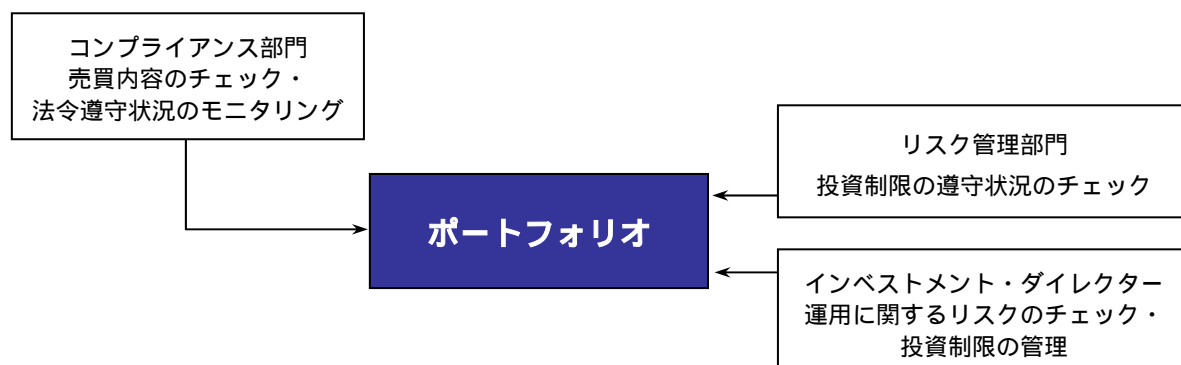 コンプライアンス部門
売買内容のチェック・
法令遵守状況のモニタリング
リスク管理部門
投資制限の遵守状況のチェック
ポートフォリオ
インベストメント・ダイレクター
運用に関するリスクのチェック・
投資制限の管理